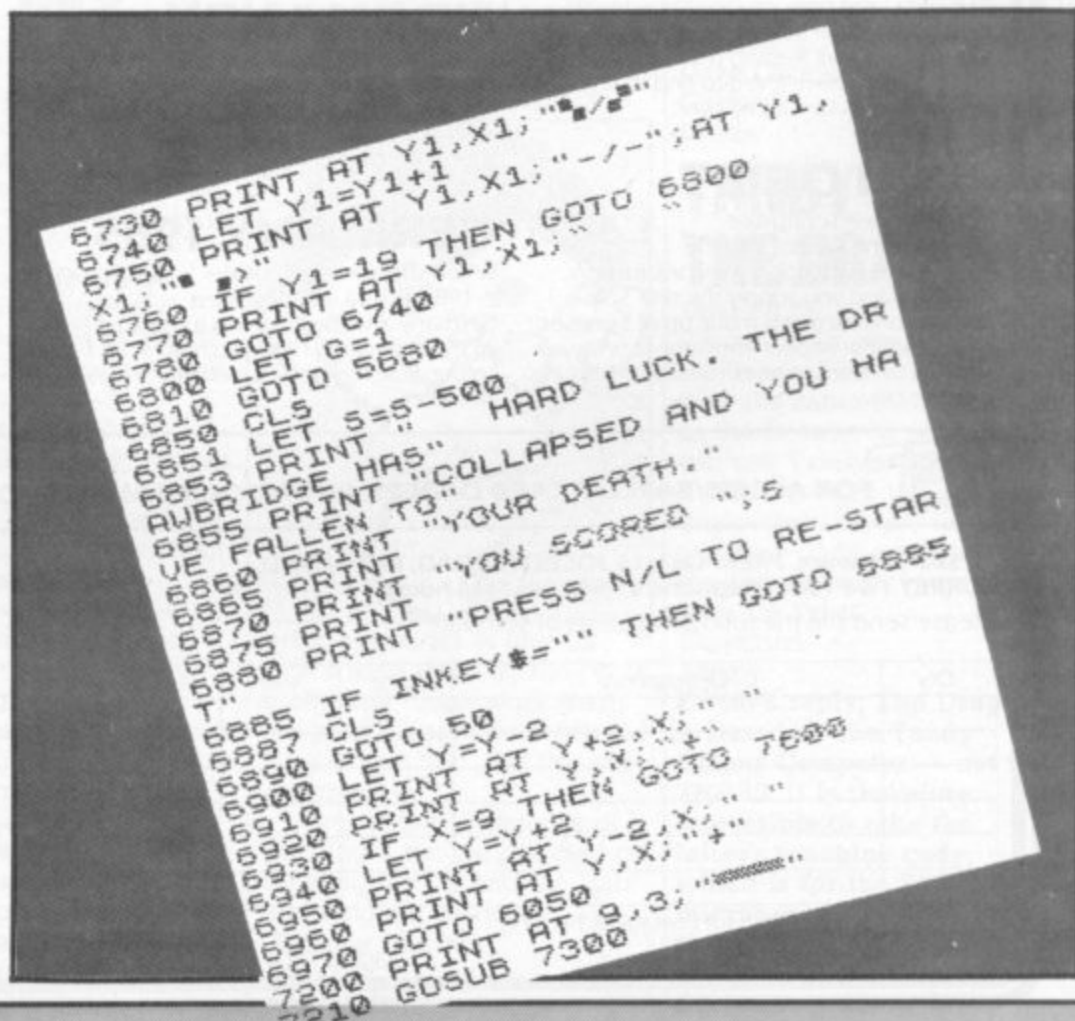 6730 PRINT AT Y1,X1;"▚/▞"
6740 LET Y1=Y1+1
6750 PRINT AT Y1,X1;"-/-";AT Y1,
X1;"▖ ▖>"
6760 IF Y1=19 THEN GOTO 6800
6770 PRINT AT Y1,X1;"   "
6780 GOTO 6740
6800 LET G=1
6810 GOTO 5680
6850 CLS
6851 LET S=S-500
6853 PRINT "    HARD LUCK. THE DR
AWBRIDGE HAS"
6855 PRINT "COLLAPSED AND YOU HA
VE FALLEN TO"
6860 PRINT "YOUR DEATH."
6865 PRINT
6870 PRINT "YOU SCORED ";S
6875 PRINT
6880 PRINT "PRESS N/L TO RE-STAR
T"
6885 IF INKEY$="" THEN GOTO 6885
6887 CLS
6890 GOTO 50
6900 LET Y=Y-2
6910 PRINT AT Y+2,X;" "
6920 PRINT AT Y,X;"+"
6930 IF X=9 THEN GOTO 7600
6940 LET Y=Y+2
6950 PRINT AT Y-2,X;" "
6960 PRINT AT Y,X;"+"
6970 GOTO 6050
7200 PRINT AT 9,3;"▒▒▒▒▒▒"
7210 GOSUB 7300